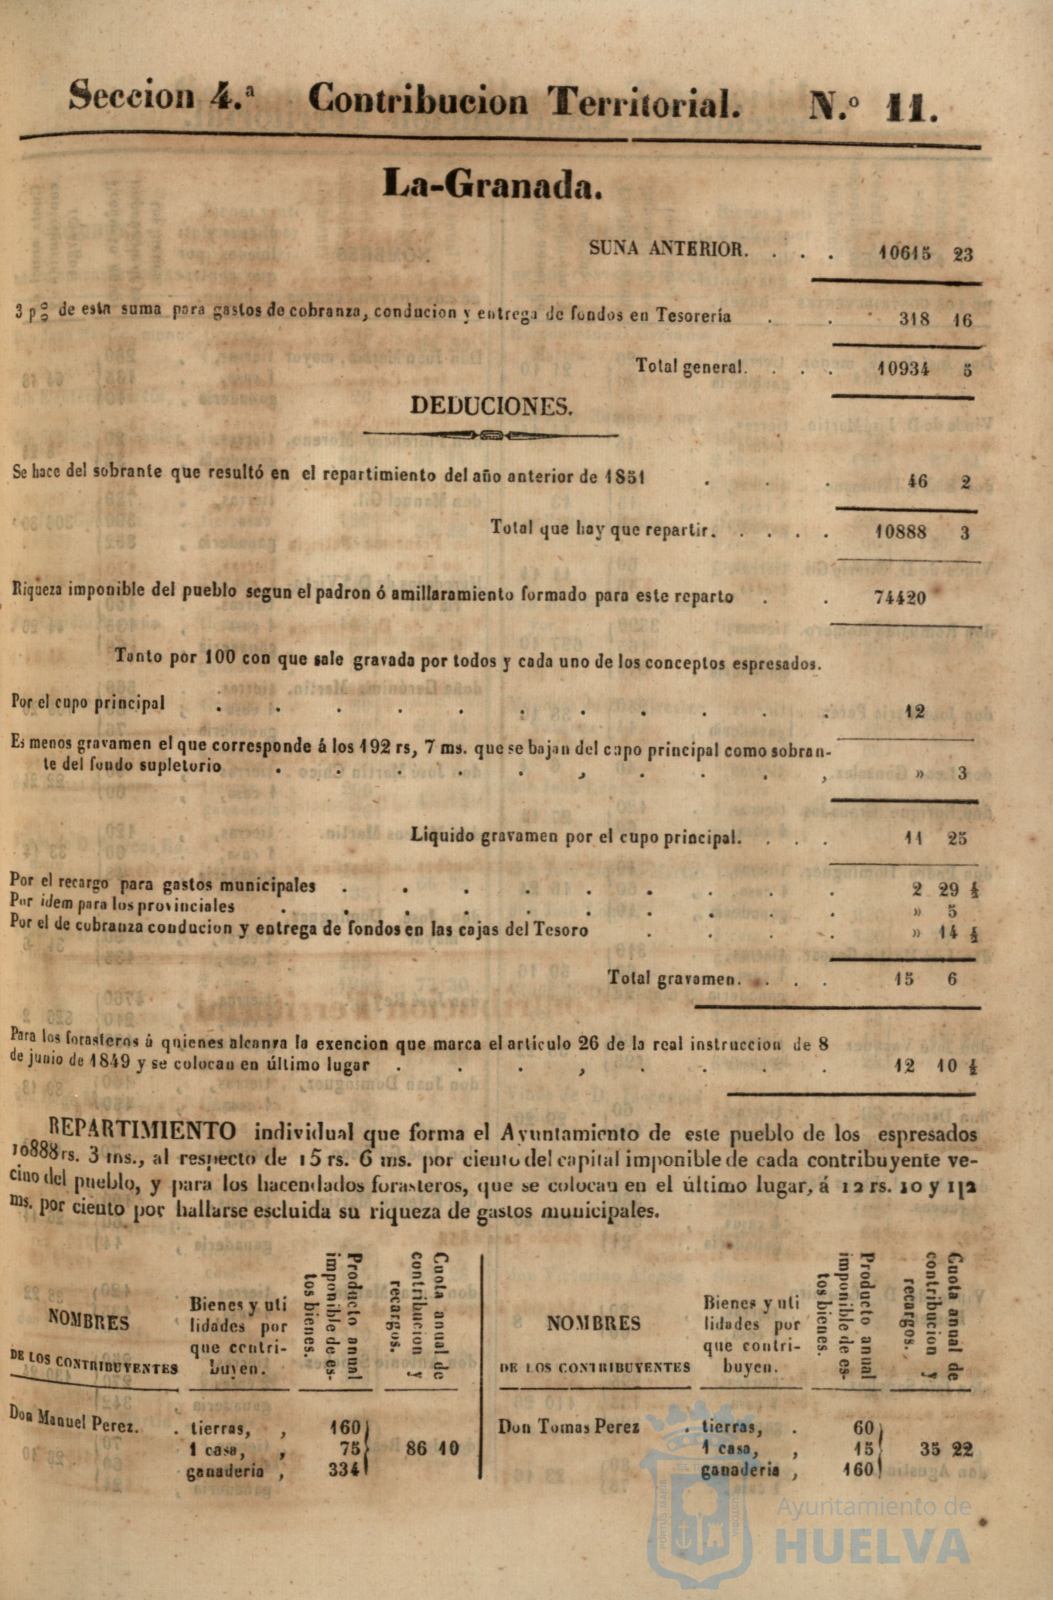 Seccion 4.ª Contribucion Territorial. N.º 11.
La-Granada.
SUNA ANTERIOR. . . . 10615 23
3 p% de esta suma para gastos de cobranza, conducion y entrega de fondos en Tesorería . . 318 16
Total general. . . . 10934 5
DEDUCIONES.
Se hace del sobrante que resultó en el repartimiento del año anterior de 1851 . . . 46 2
Total que hay que repartir. . . . . 10888 3
Riqueza imponible del pueblo segun el padron ó amillaramiento formado para este reparto . . 74420
Tanto por 100 con que sale gravada por todos y cada uno de los conceptos espresados.
Por el cupo principal . . . . . . . . . . . 12
Es menos gravamen el que corresponde á los 192 rs, 7 ms. que se bajan del cupo principal como sobran-
te del fondo supletorio . . . . . , . . . , » 3
Liquido gravamen por el cupo principal. . . . 11 25
Por el recargo para gastos municipales . . . . . . . . . 2 29 ½
Por idem para los provinciales . . . . . . . . . . » 5
Por el de cobranza conducion y entrega de fondos en las cajas del Tesoro . . . . » 14 ½
Total gravamen. . . . 15 6
Para los forasteros á quienes alcanza la exencion que marca el articulo 26 de la real instruccion de 8
de junio de 1849 y se colocan en último lugar . . . , . . . . 12 10 ½
REPARTIMIENTO individual que forma el Ayuntamiento de este pueblo de los espresados
10888 rs. 3 ms., al respecto de 15 rs. 6 ms. por ciento del capital imponible de cada contribuyente ve-
cino del pueblo, y para los hacendados forasteros, que se colocan en el último lugar, á 12 rs. 10 y 1|2
ms. por ciento por hallarse escluida su riqueza de gastos municipales.
NOMBRES
DE LOS CONTRIBUYENTES
Bienes y uti
lidades por
que contri-
buyen.
Producto anual
imponible de es-
tos bienes.
Cuota anual de
contribucion y
recargos.
Don Manuel Perez. . tierras, , 160
1 casa, , 75 86 10
ganaderia , 334
NOMBRES
DE LOS CONTRIBUYENTES
Bienes y uti
lidades por
que contri-
buyen.
Producto anual
imponible de es-
tos bienes.
Cuota anual de
contribucion y
recargos.
Don Tomas Perez . tierras, . 60
1 casa, , 15 35 22
ganaderia , 160
Ayuntamiento de
HUELVA